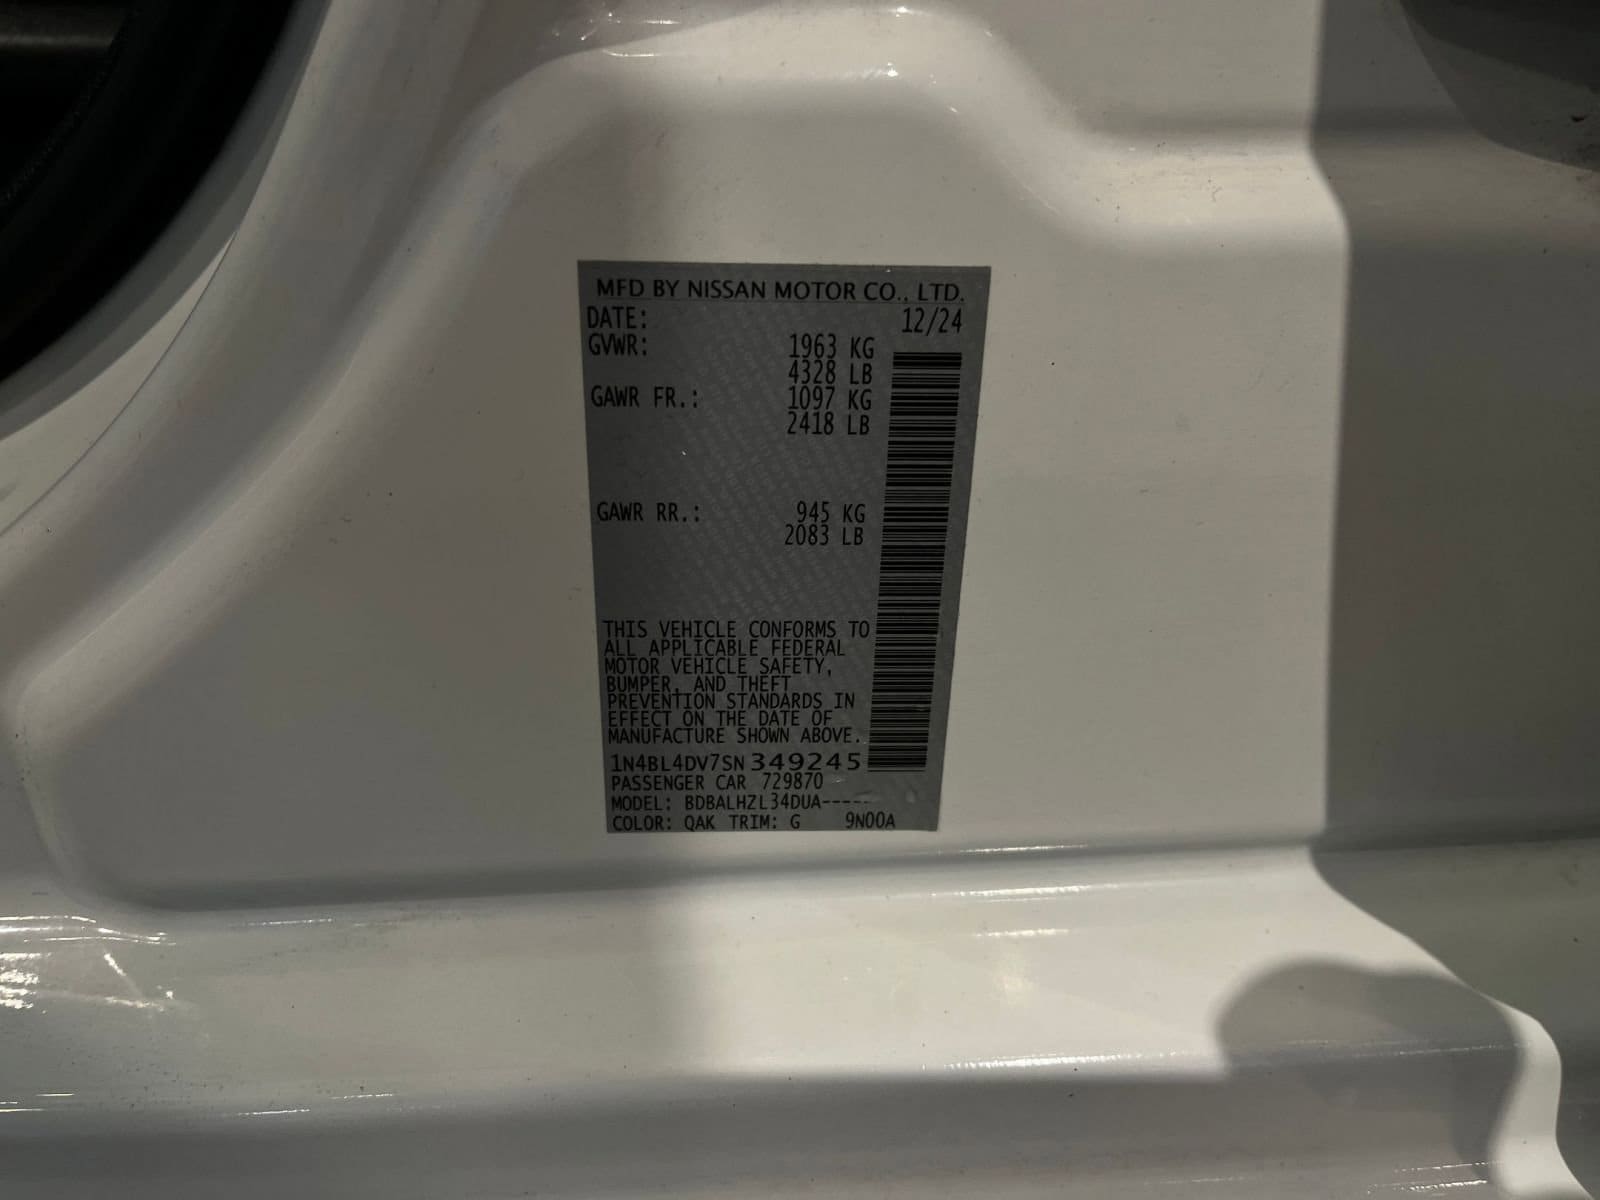 MFD BY NISSAN MOTOR CO., LTD.
DATE: 12/24
GVWR: 1963 KG
4328 LB
GAWR FR.: 1097 KG
2418 LB
GAWR RR.: 945 KG
2083 LB
THIS VEHICLE CONFORMS TO
ALL APPLICABLE FEDERAL
MOTOR VEHICLE SAFETY,
BUMPER, AND THEFT
PREVENTION STANDARDS IN
EFFECT ON THE DATE OF
MANUFACTURE SHOWN ABOVE.
1N4BL4DV7SN349245
PASSENGER CAR 729870
MODEL: BDBALHZL34DUA-----
COLOR: QAK TRIM: G 9N00A